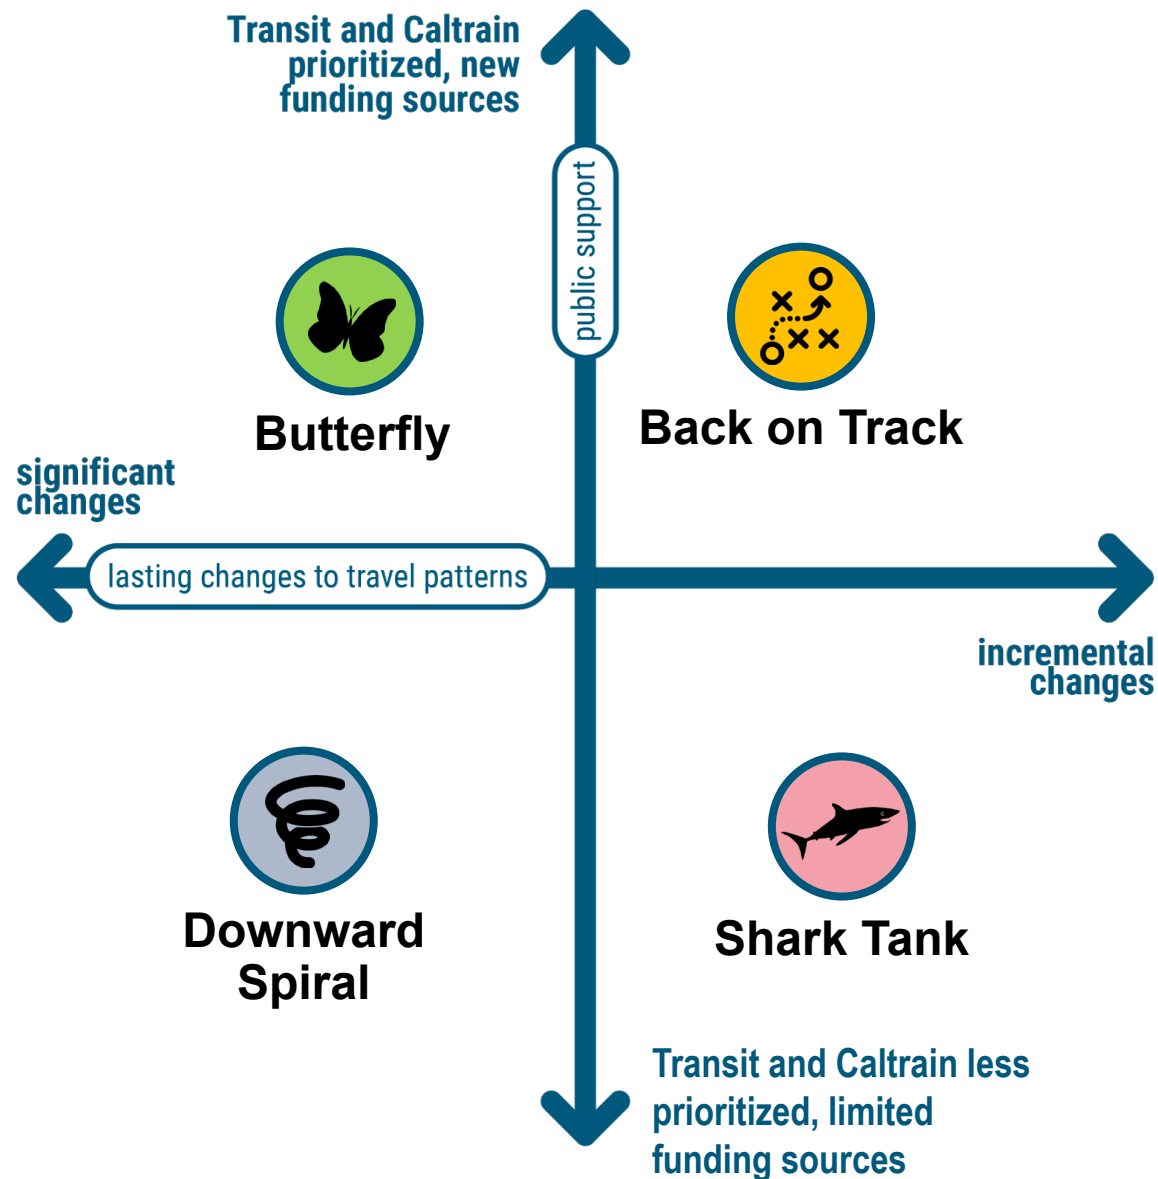 Transit and Caltrain
prioritized, new
funding sources
public support
Butterfly
Back on Track
significant
changes
lasting changes to travel patterns
incremental
changes
Downward
Spiral
Shark Tank
Transit and Caltrain less
prioritized, limited
funding sources